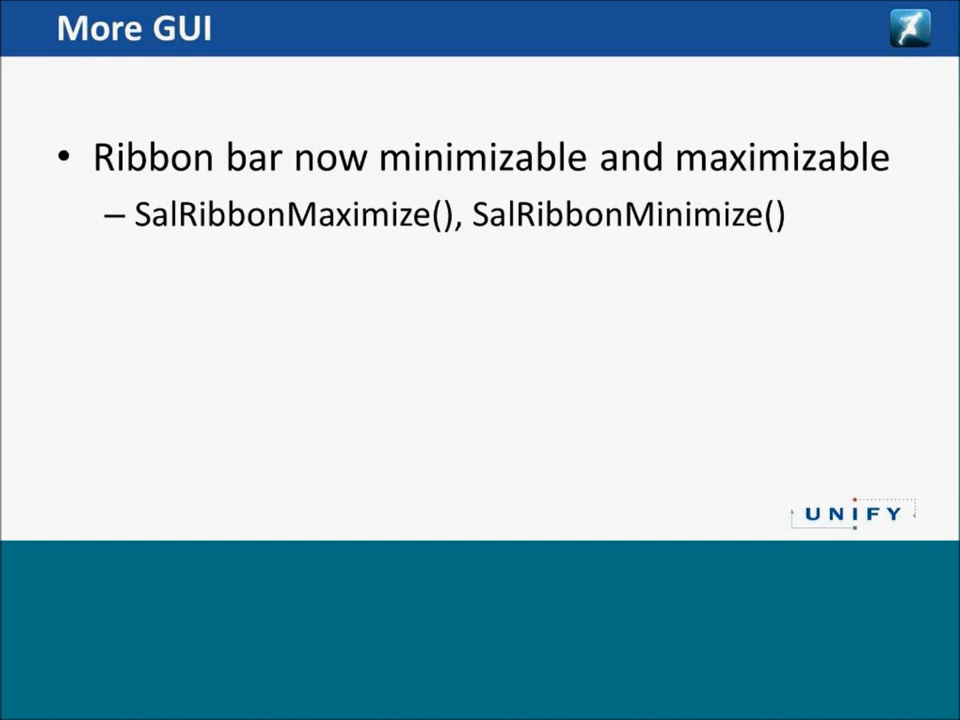 More GUI
• Ribbon bar now minimizable and maximizable
– SalRibbonMaximize(), SalRibbonMinimize()
UNIFY